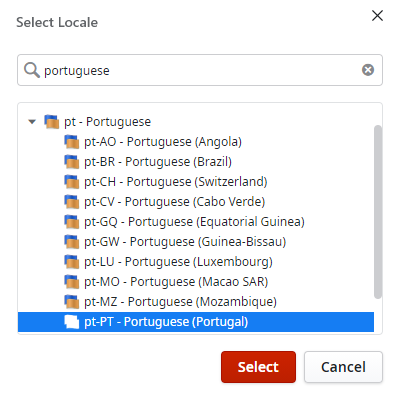 Select Locale
portuguese
pt - Portuguese
pt-AO - Portuguese (Angola)
pt-BR - Portuguese (Brazil)
pt-CH - Portuguese (Switzerland)
pt-CV - Portuguese (Cabo Verde)
pt-GQ - Portuguese (Equatorial Guinea)
pt-GW - Portuguese (Guinea-Bissau)
pt-LU - Portuguese (Luxembourg)
pt-MO - Portuguese (Macao SAR)
pt-MZ - Portuguese (Mozambique)
pt-PT - Portuguese (Portugal)
Select Cancel